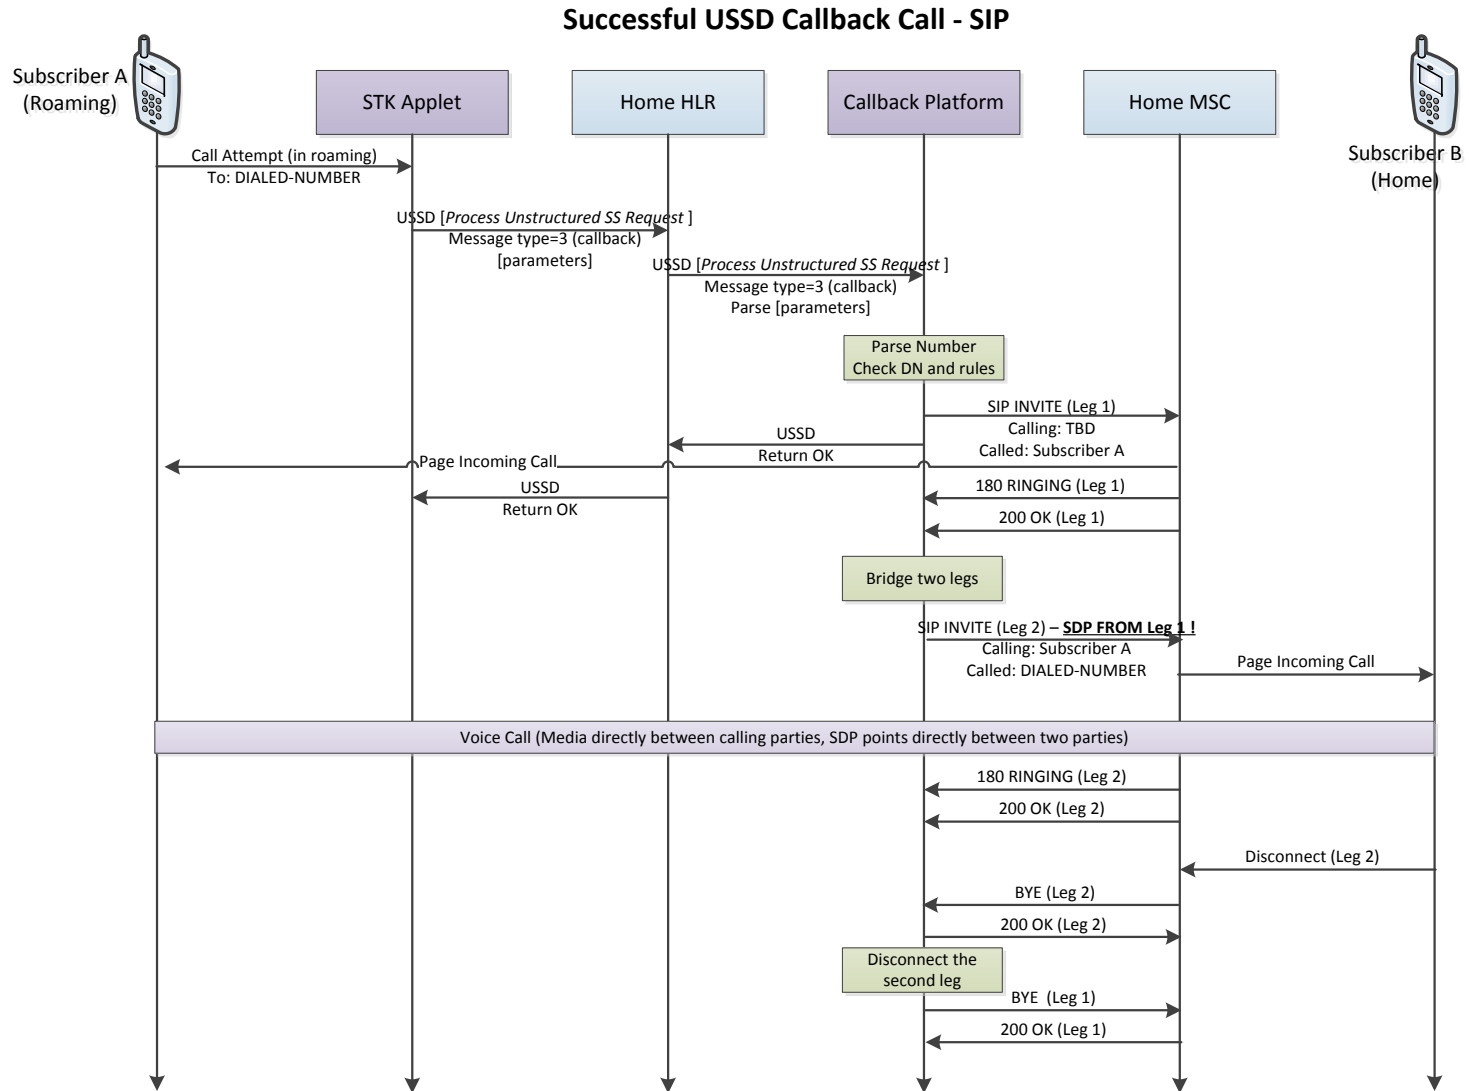 Successful USSD Callback Call - SIP
Subscriber A
(Roaming)
STK Applet
Home HLR
Callback Platform
Home MSC
Subscriber B
(Home)
Call Attempt (in roaming)
To: DIALED-NUMBER
USSD [Process Unstructured SS Request ]
Message type=3 (callback)
[parameters]
USSD [Process Unstructured SS Request ]
Message type=3 (callback)
Parse [parameters]
Parse Number
Check DN and rules
SIP INVITE (Leg 1)
Calling: TBD
Called: Subscriber A
USSD
Return OK
Page Incoming Call
USSD
Return OK
180 RINGING (Leg 1)
200 OK (Leg 1)
Bridge two legs
SIP INVITE (Leg 2) – SDP FROM Leg 1 !
Calling: Subscriber A
Called: DIALED-NUMBER
Page Incoming Call
Voice Call (Media directly between calling parties, SDP points directly between two parties)
180 RINGING (Leg 2)
200 OK (Leg 2)
Disconnect (Leg 2)
BYE (Leg 2)
200 OK (Leg 2)
Disconnect the
second leg
BYE (Leg 1)
200 OK (Leg 1)